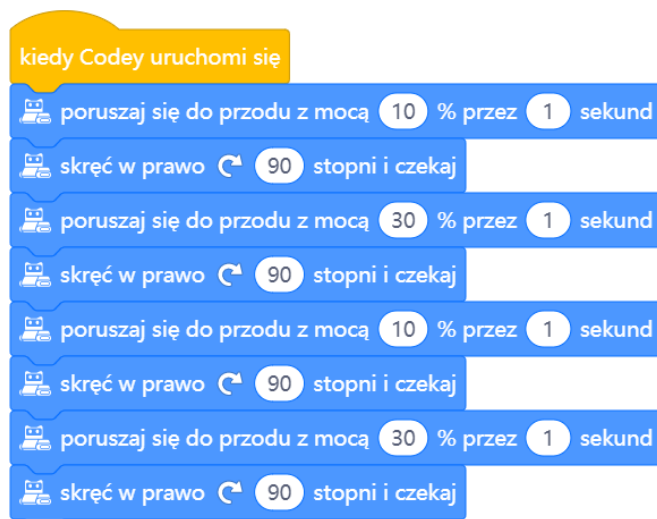 kiedy Codey uruchomi się
poruszaj się do przodu z mocą 10 % przez 1 sekund
skręć w prawo 90 stopni i czekaj
poruszaj się do przodu z mocą 30 % przez 1 sekund
skręć w prawo 90 stopni i czekaj
poruszaj się do przodu z mocą 10 % przez 1 sekund
skręć w prawo 90 stopni i czekaj
poruszaj się do przodu z mocą 30 % przez 1 sekund
skręć w prawo 90 stopni i czekaj